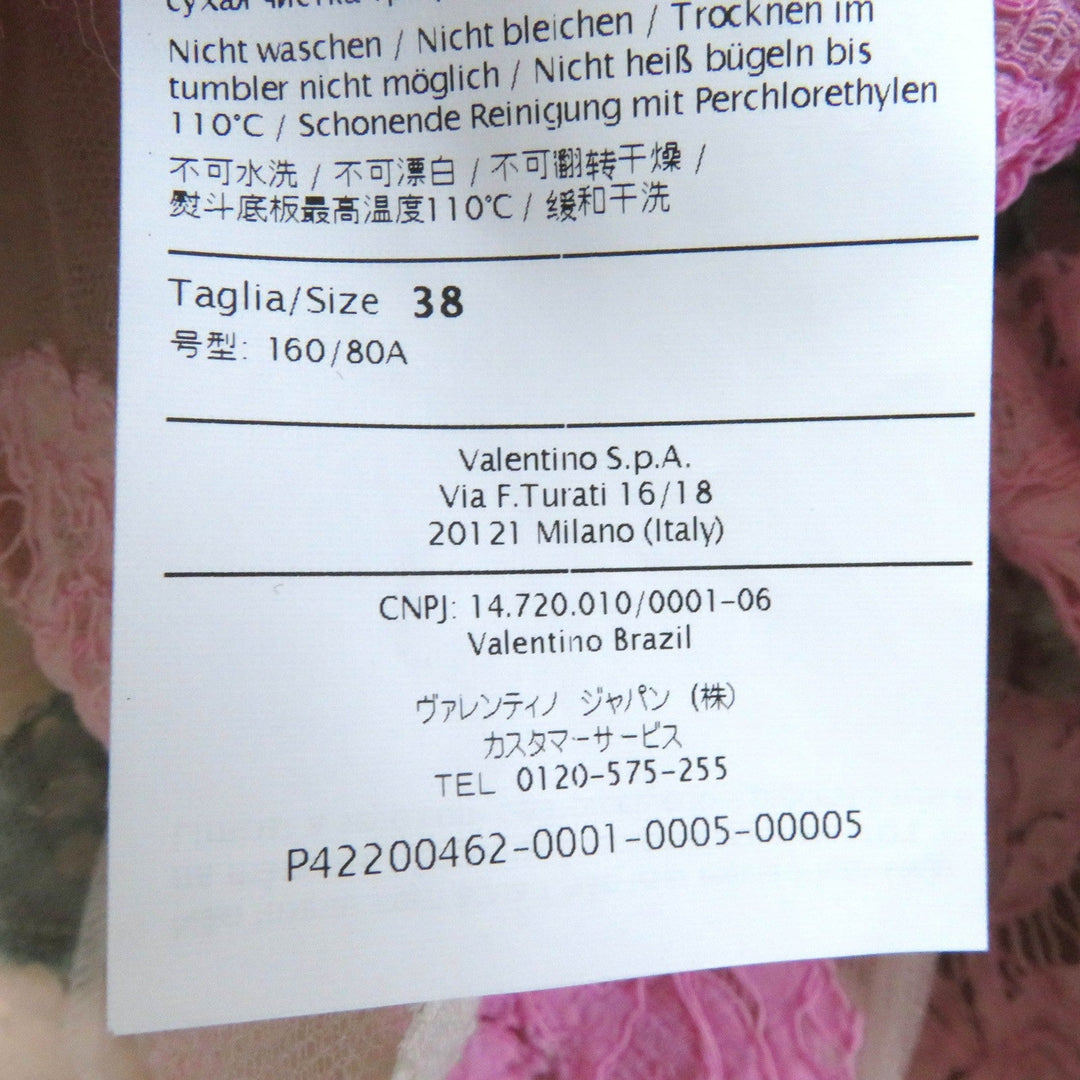 сухая чистка
Nicht waschen / Nicht bleichen / Trocknen im
tumbler nicht möglich / Nicht heiß bügeln bis
110°C / Schonende Reinigung mit Perchlorethylen
不可水洗 / 不可漂白 / 不可翻转干燥 /
熨斗底板最高温度110℃ / 缓和干洗
Taglia/Size 38
号型: 160/80A
Valentino S.p.A.
Via F.Turati 16/18
20121 Milano (Italy)
CNPJ: 14.720.010/0001-06
Valentino Brazil
ヴァレンティノ ジャパン (株)
カスタマーサービス
TEL 0120-575-255
P42200462-0001-0005-00005